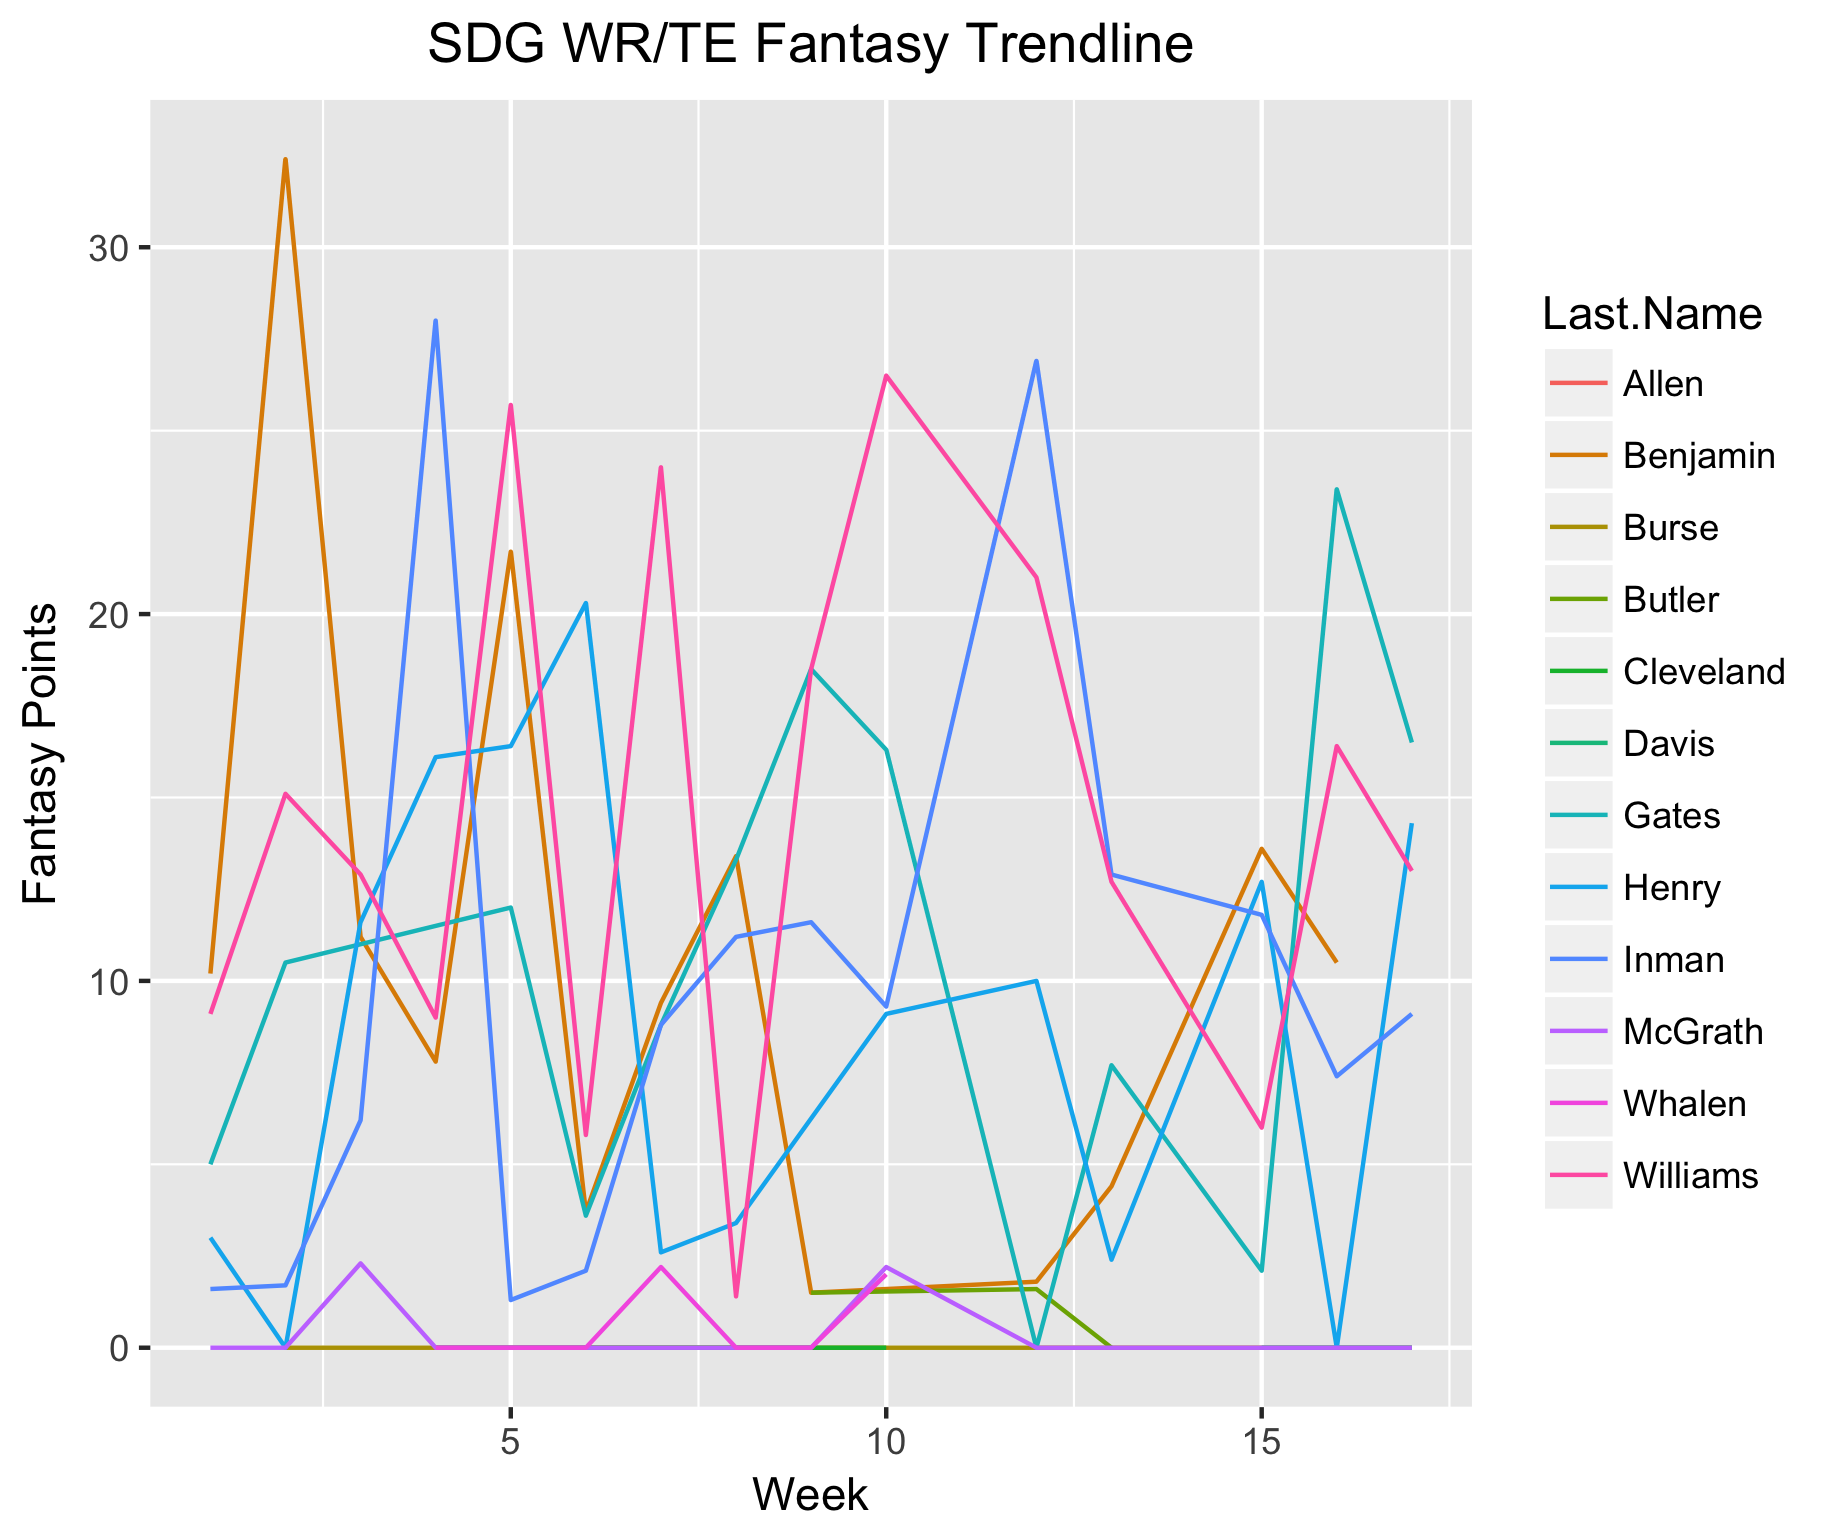 SDG WR/TE Fantasy Trendline
Fantasy Points
30
20
10
0
5
10
15
Week
Last.Name
Allen
Benjamin
Burse
Butler
Cleveland
Davis
Gates
Henry
Inman
McGrath
Whalen
Williams